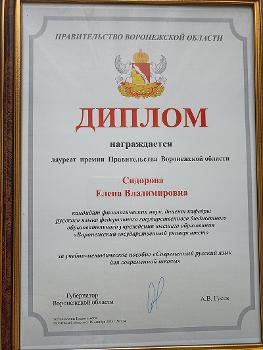 ПРАВИТЕЛЬСТВО ВОРОНЕЖСКОЙ ОБЛАСТИ
ДИПЛОМ
награждается
лауреат премии Правительства Воронежской области
Сидорова
Елена Владимировна
кандидат филологических наук, доцент кафедры
русского языка федерального государственного бюджетного
образовательного учреждения высшего образования
«Воронежский государственный университет»
за учебно-методическое пособие «Современный русский язык
для современной школы»
Губернатор
Воронежской области
А.В. Гусев